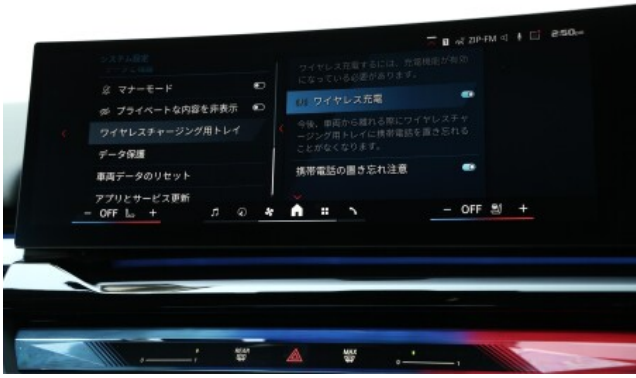 ZIP-FM 2:50
システム設定
マナーモード
プライベートな内容を非表示
ワイヤレスチャージング用トレイ
データ保護
車両データのリセット
アプリとサービス更新
ワイヤレス充電するには、充電機能が有効
になっている必要があります。
ワイヤレス充電
今後、車両から離れる際にワイヤレスチャ
ージング用トレイに携帯電話を置き忘れる
ことがなくなります。
携帯電話の置き忘れ注意
- OFF +
- OFF +
REAR
MAX